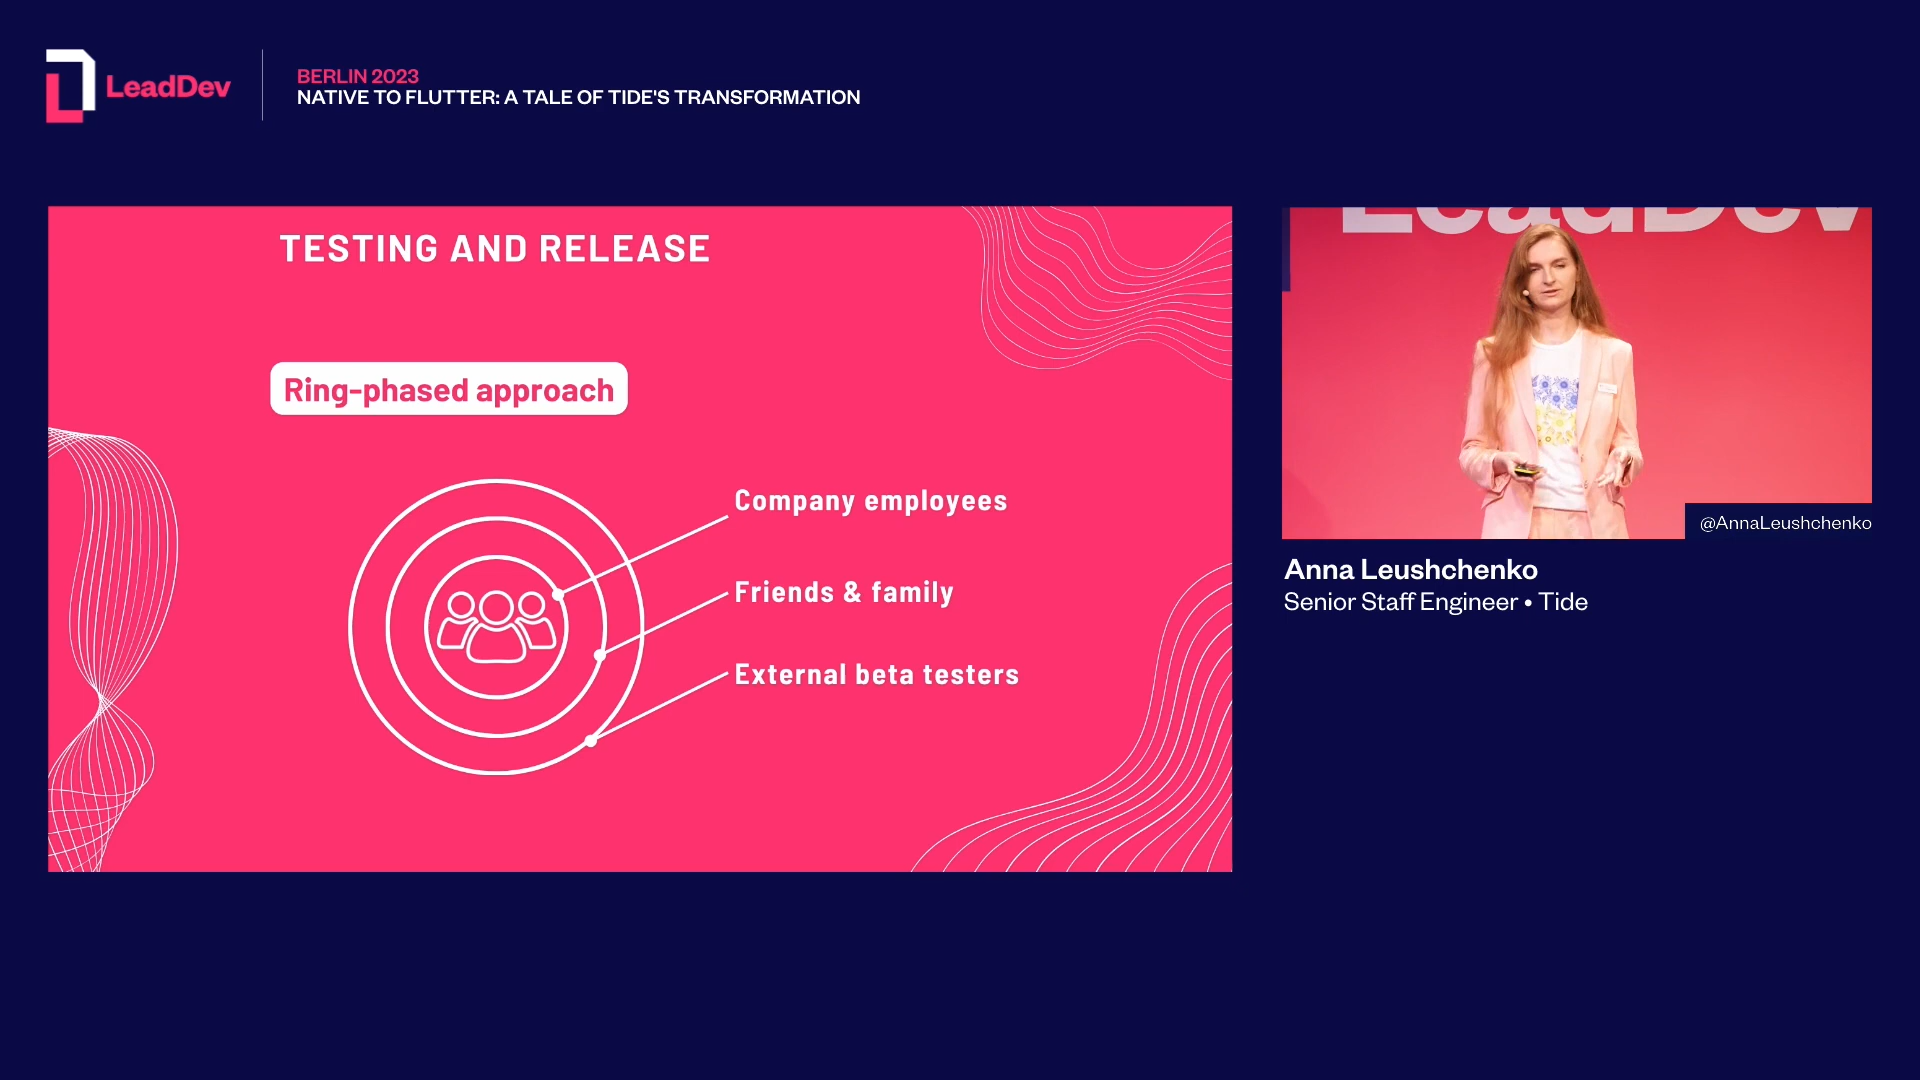 LeadDev
BERLIN 2023
NATIVE TO FLUTTER: A TALE OF TIDE'S TRANSFORMATION
TESTING AND RELEASE
Ring-phased approach
Company employees
Friends & family
External beta testers
LeadDev
@AnnaLeushchenko
Anna Leushchenko
Senior Staff Engineer • Tide